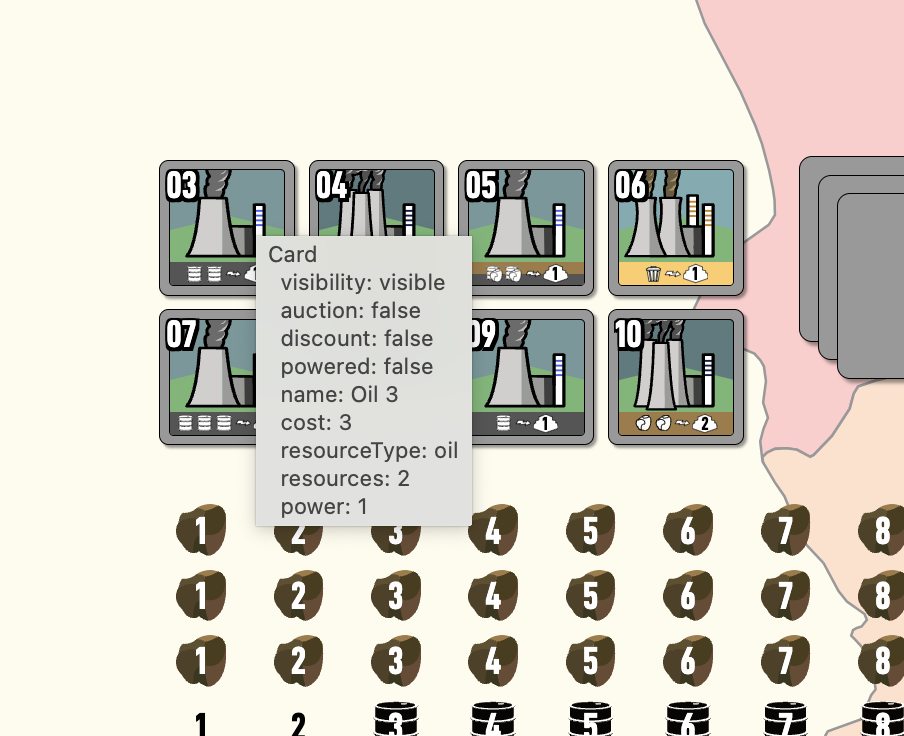 03 04 05 06
1 1
Card
visibility: visible
auction: false
discount: false
powered: false
name: Oil 3
cost: 3
resourceType: oil
resources: 2
power: 1
07 09 10
1 2
1 2 3 4 5 6 7 8
1 2 3 4 5 6 7 8
1 2 3 4 5 6 7 8
1 2 3 4 5 6 7 8